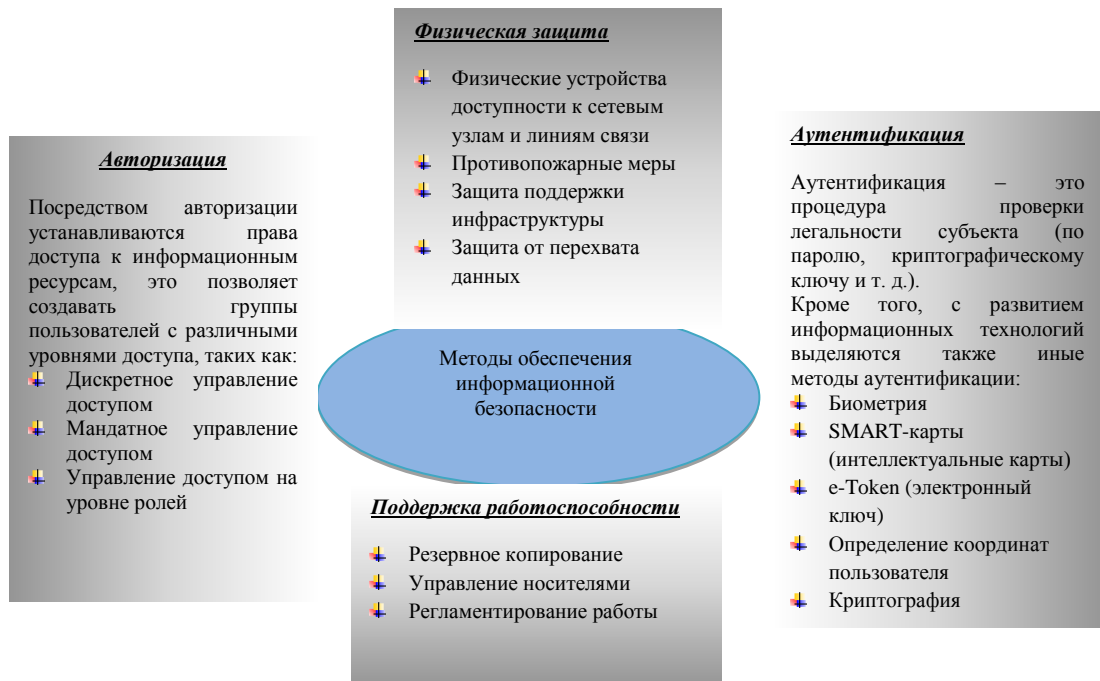 Физическая защита
Физические устройства
доступности к сетевым
узлам и линиям связи
Противопожарные меры
Защита поддержки
инфраструктуры
Защита от перехвата
данных
Авторизация
Посредством авторизации
устанавливаются права
доступа к информационным
ресурсам, это позволяет
создавать группы
пользователей с различными
уровнями доступа, таких как:
Дискретное управление
доступом
Мандатное управление
доступом
Управление доступом на
уровне ролей
Методы обеспечения
информационной
безопасности
Аутентификация
Аутентификация – это
процедура проверки
легальности субъекта (по
паролю, криптографическому
ключу и т. д.).
Кроме того, с развитием
информационных технологий
выделяются также иные
методы аутентификации:
Биометрия
SMART-карты
(интеллектуальные карты)
e-Token (электронный
ключ)
Определение координат
пользователя
Криптография
Поддержка работоспособности
Резервное копирование
Управление носителями
Регламентирование работы